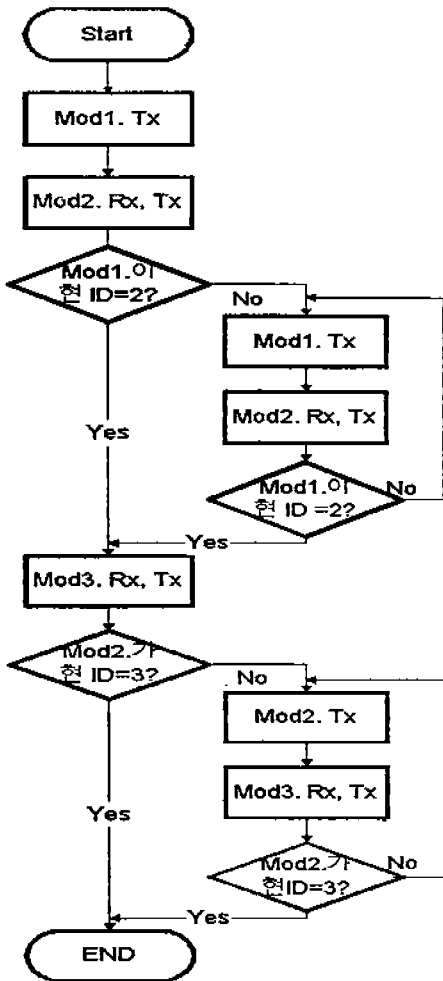 Start
Mod1. Tx
Mod2. Rx, Tx
Mod1.이
현 ID=2?
No
Mod1. Tx
Mod2. Rx, Tx
Yes
Mod1.이
현 ID =2?
No
Yes
Mod3. Rx, Tx
Mod2.가
현 ID=3?
No
Mod2. Tx
Mod3. Rx, Tx
Yes
Mod2.가
현ID=3?
No
Yes
END